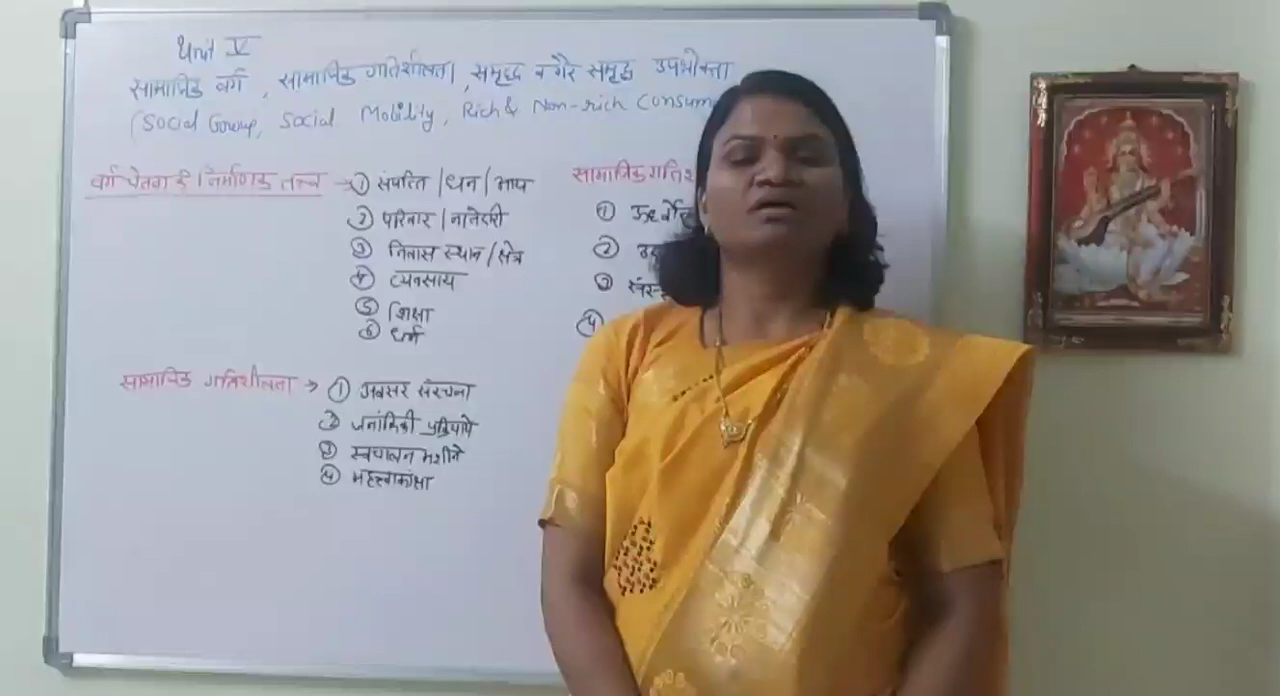 Unit V
सामाजिक वर्ग, सामाजिक गतिशीलता, समृद्ध व गैर समृद्ध उपभोक्ता
(Social Group, Social Mobility, Rich & Non-rich Consum
वर्ग चेतना के निर्माणक तत्व → ① संपत्ति / धन / आय
② परिवार / नातेदारी
③ निवास स्थान / क्षेत्र
④ व्यवसाय
⑤ शिक्षा
⑥ धर्म
सामाजिक गतिशीलता → ① अवसर संरचना
② जनांकिकी प्रक्रियायें
③ स्वचालन मशीने
④ महत्वाकांक्षा
सामाजिक गतिश
①
②
③
④